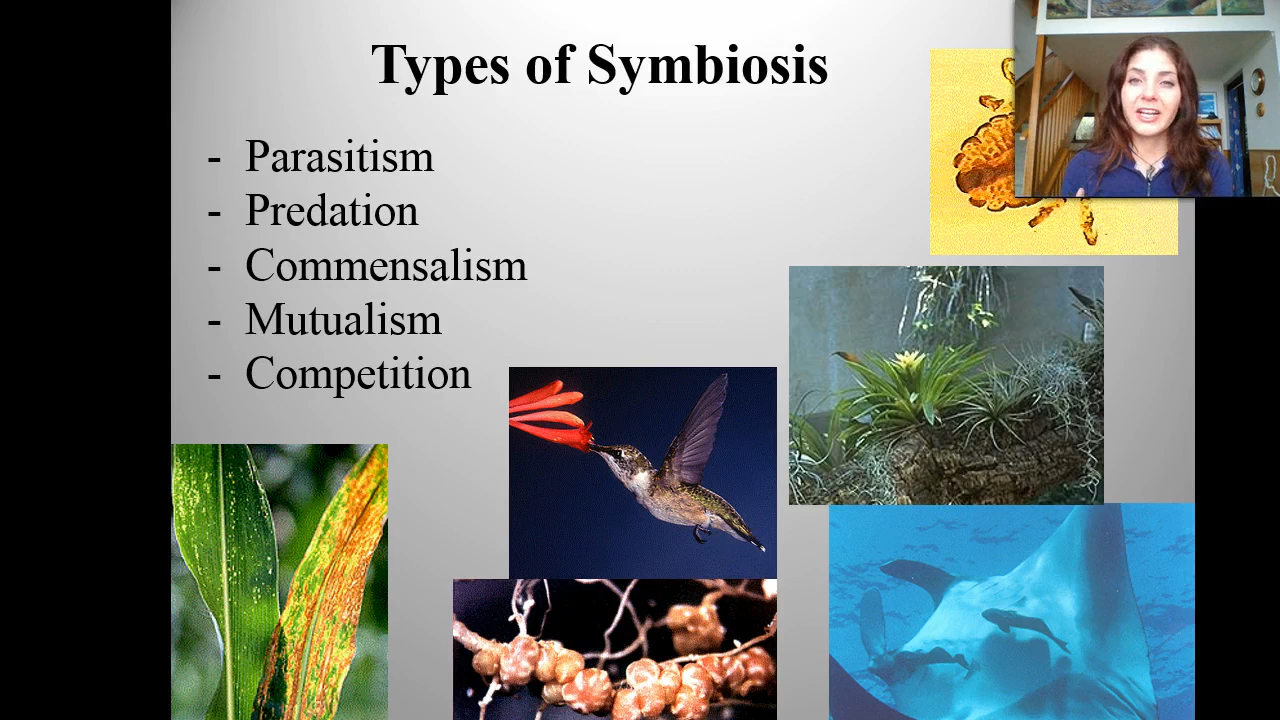 Types of Symbiosis
- Parasitism
- Predation
- Commensalism
- Mutualism
- Competition